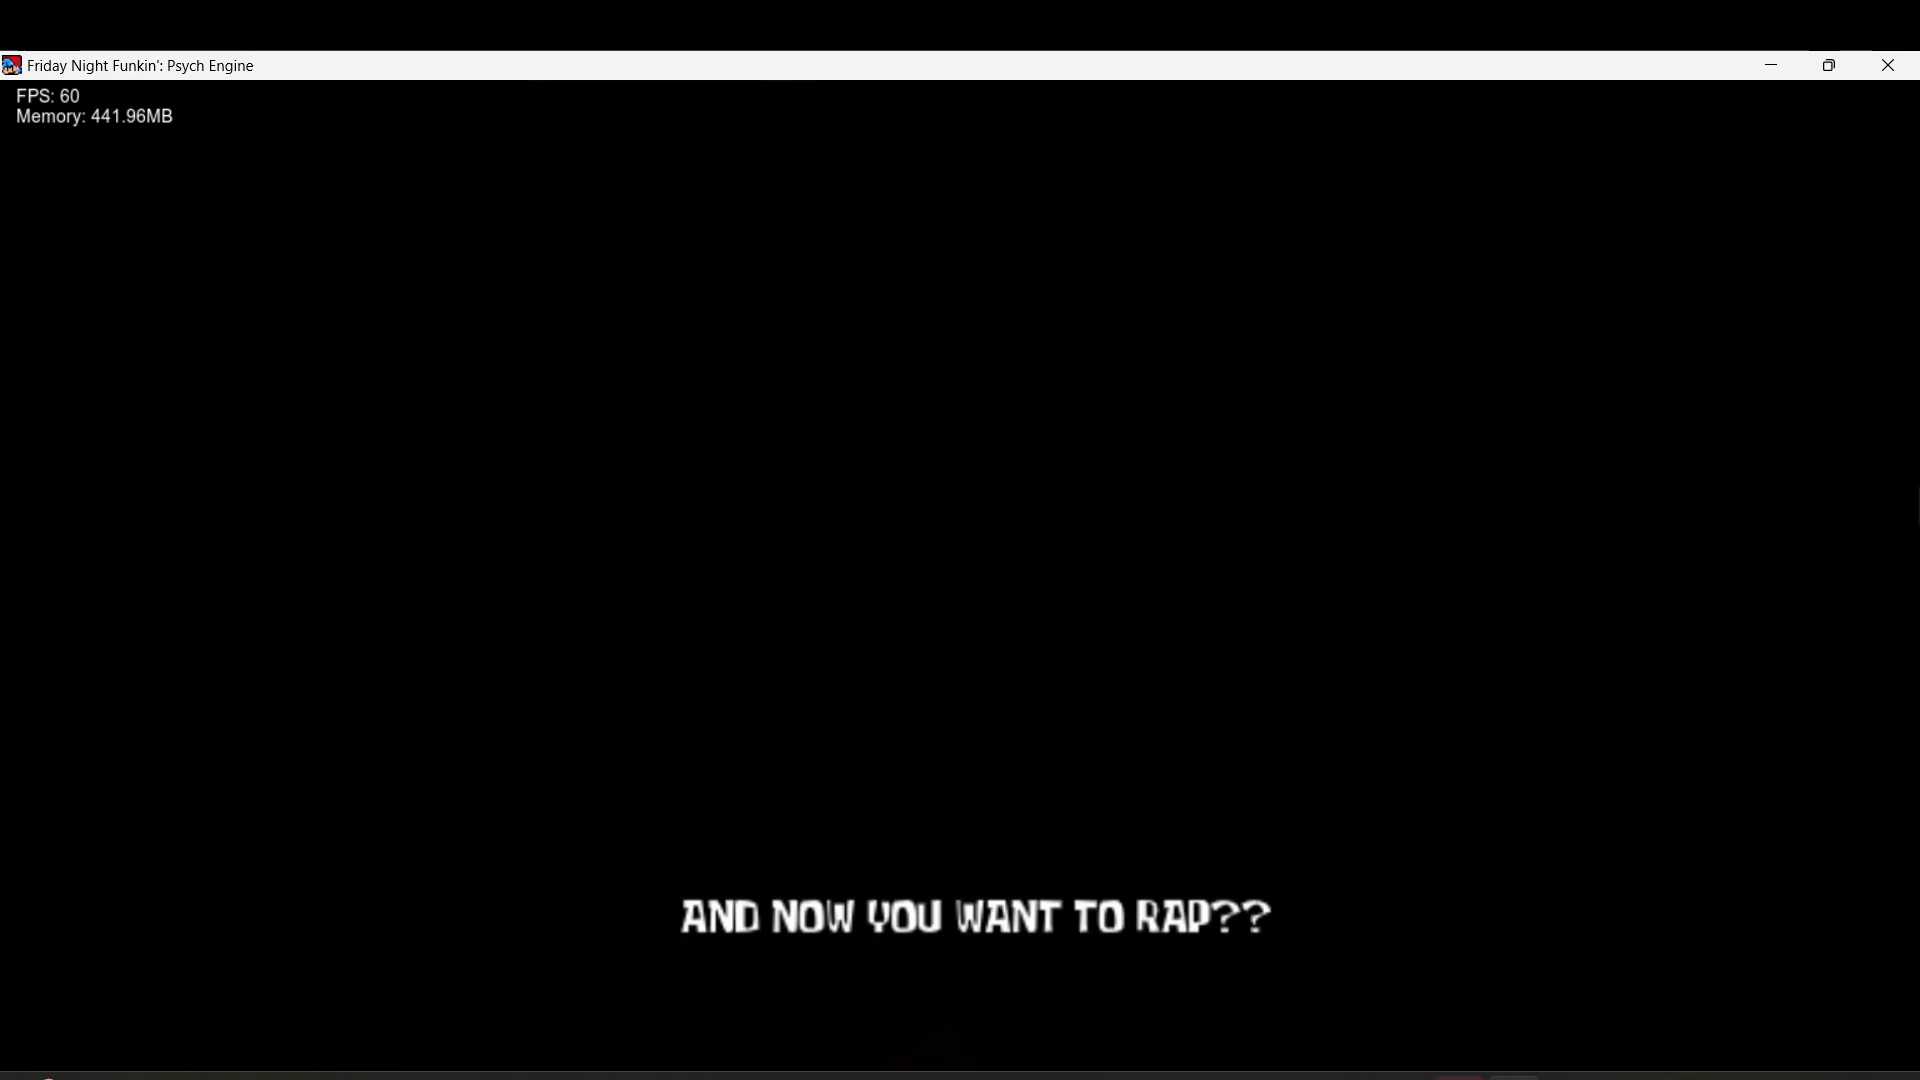 Friday Night Funkin': Psych Engine
FPS: 60
Memory: 441.96MB
AND NOW YOU WANT TO RAP??